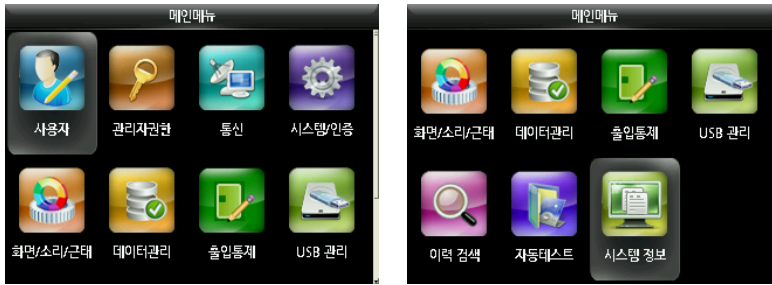 메인메뉴
사용자 관리자권한 통신 시스템/인증
화면/소리/근태 데이터관리 출입통제 USB 관리
메인메뉴
화면/소리/근태 데이터관리 출입통제 USB 관리
이력 검색 자동테스트 시스템 정보